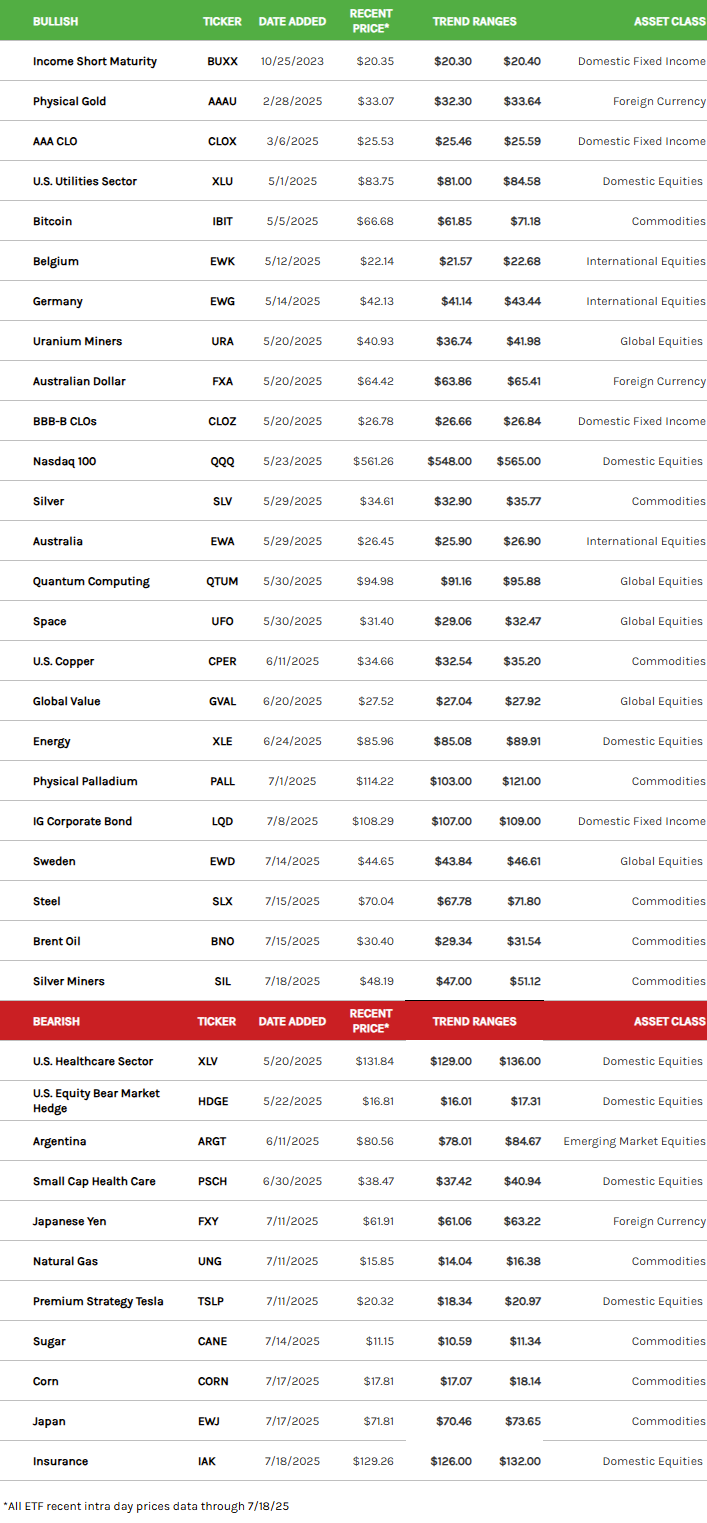 BULLISH TICKER DATE ADDED RECENT PRICE* TREND RANGES ASSET CLASS
Income Short Maturity BUXX 10/25/2023 $20.35 $20.30 $20.40 Domestic Fixed Income
Physical Gold AAAU 2/28/2025 $33.07 $32.30 $33.64 Foreign Currency
AAA CLO CLOX 3/6/2025 $25.53 $25.46 $25.59 Domestic Fixed Income
U.S. Utilities Sector XLU 5/1/2025 $83.75 $81.00 $84.58 Domestic Equities
Bitcoin IBIT 5/5/2025 $66.68 $61.85 $71.18 Commodities
Belgium EWK 5/12/2025 $22.14 $21.57 $22.68 International Equities
Germany EWG 5/14/2025 $42.13 $41.14 $43.44 International Equities
Uranium Miners URA 5/20/2025 $40.93 $36.74 $41.98 Global Equities
Australian Dollar FXA 5/20/2025 $64.42 $63.86 $65.41 Foreign Currency
BBB-B CLOs CLOZ 5/20/2025 $26.78 $26.66 $26.84 Domestic Fixed Income
Nasdaq 100 QQQ 5/23/2025 $561.26 $548.00 $565.00 Domestic Equities
Silver SLV 5/29/2025 $34.61 $32.90 $35.77 Commodities
Australia EWA 5/29/2025 $26.45 $25.90 $26.90 International Equities
Quantum Computing QTUM 5/30/2025 $94.98 $91.16 $95.88 Global Equities
Space UFO 5/30/2025 $31.40 $29.06 $32.47 Global Equities
U.S. Copper CPER 6/11/2025 $34.66 $32.54 $35.20 Commodities
Global Value GVAL 6/20/2025 $27.52 $27.04 $27.92 Global Equities
Energy XLE 6/24/2025 $85.96 $85.08 $89.91 Domestic Equities
Physical Palladium PALL 7/1/2025 $114.22 $103.00 $121.00 Commodities
IG Corporate Bond LQD 7/8/2025 $108.29 $107.00 $109.00 Domestic Fixed Income
Sweden EWD 7/14/2025 $44.65 $43.84 $46.61 Global Equities
Steel SLX 7/15/2025 $70.04 $67.78 $71.80 Commodities
Brent Oil BNO 7/15/2025 $30.40 $29.34 $31.54 Commodities
Silver Miners SIL 7/18/2025 $48.19 $47.00 $51.12 Commodities
BEARISH TICKER DATE ADDED RECENT PRICE* TREND RANGES ASSET CLASS
U.S. Healthcare Sector XLV 5/20/2025 $131.84 $129.00 $136.00 Domestic Equities
U.S. Equity Bear Market
Hedge HDGE 5/22/2025 $16.81 $16.01 $17.31 Domestic Equities
Argentina ARGT 6/11/2025 $80.56 $78.01 $84.67 Emerging Market Equities
Small Cap Health Care PSCH 6/30/2025 $38.47 $37.42 $40.94 Domestic Equities
Japanese Yen FXY 7/11/2025 $61.91 $61.06 $63.22 Foreign Currency
Natural Gas UNG 7/11/2025 $15.85 $14.04 $16.38 Commodities
Premium Strategy Tesla TSLP 7/11/2025 $20.32 $18.34 $20.97 Domestic Equities
Sugar CANE 7/14/2025 $11.15 $10.59 $11.34 Commodities
Corn CORN 7/17/2025 $17.81 $17.07 $18.14 Commodities
Japan EWJ 7/17/2025 $71.81 $70.46 $73.65 Commodities
Insurance IAK 7/18/2025 $129.26 $126.00 $132.00 Domestic Equities
*All ETF recent intra day prices data through 7/18/25